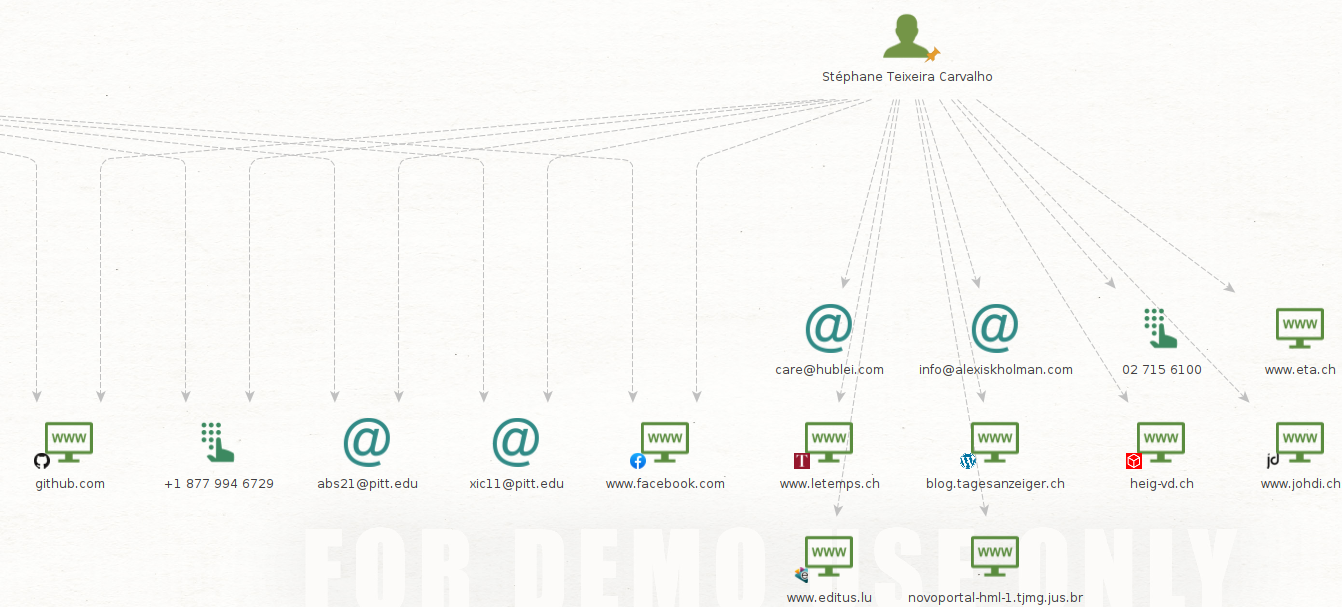 Stéphane Teixeira Carvalho
care@hublei.com
info@alexiskholman.com
02 715 6100
www
www.eta.ch
www
github.com
+1 877 994 6729
abs21@pitt.edu
xic11@pitt.edu
www
www.facebook.com
www
www.letemps.ch
www
blog.tagesanzeiger.ch
www
heig-vd.ch
www
www.johdi.ch
www
www.editus.lu
www
novoportal-hml-1.tjmg.jus.br
FOR DEMO USE ONLY